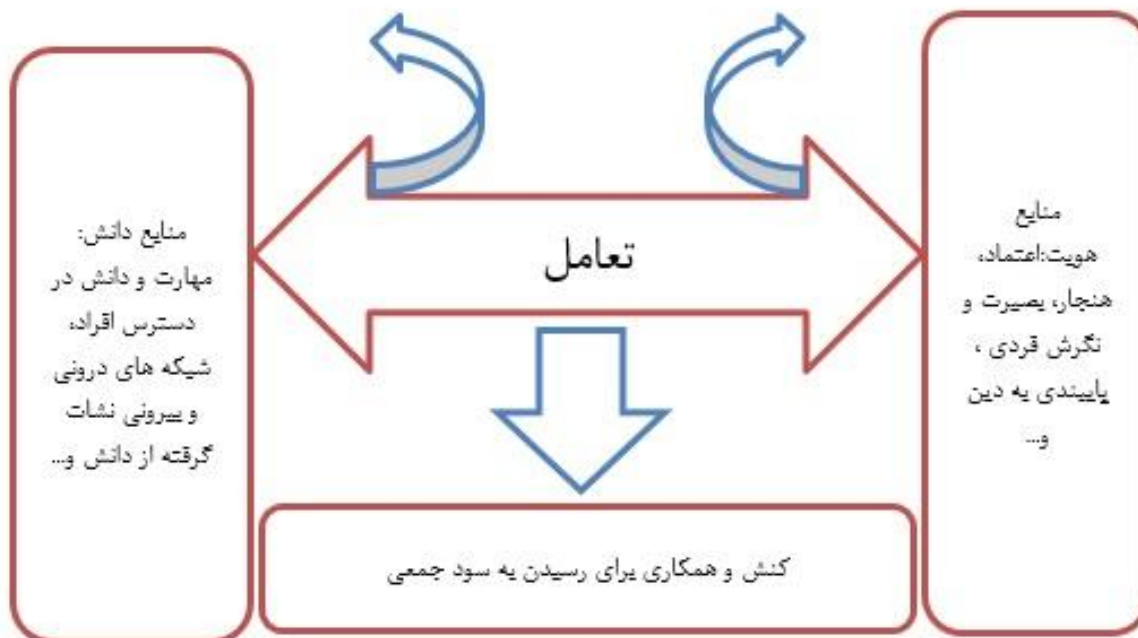 منابع
هویت:اعتماد،
هنجار، بصیرت و
نگرش فردی ،
پایبندی به دین
و...
تعامل
منابع دانش:
مهارت و دانش در
دسترس افراد،
شبکه های درونی
و بیرونی نشات
گرفته از دانش و...
کنش و همکاری برای رسیدن به سود جمعی